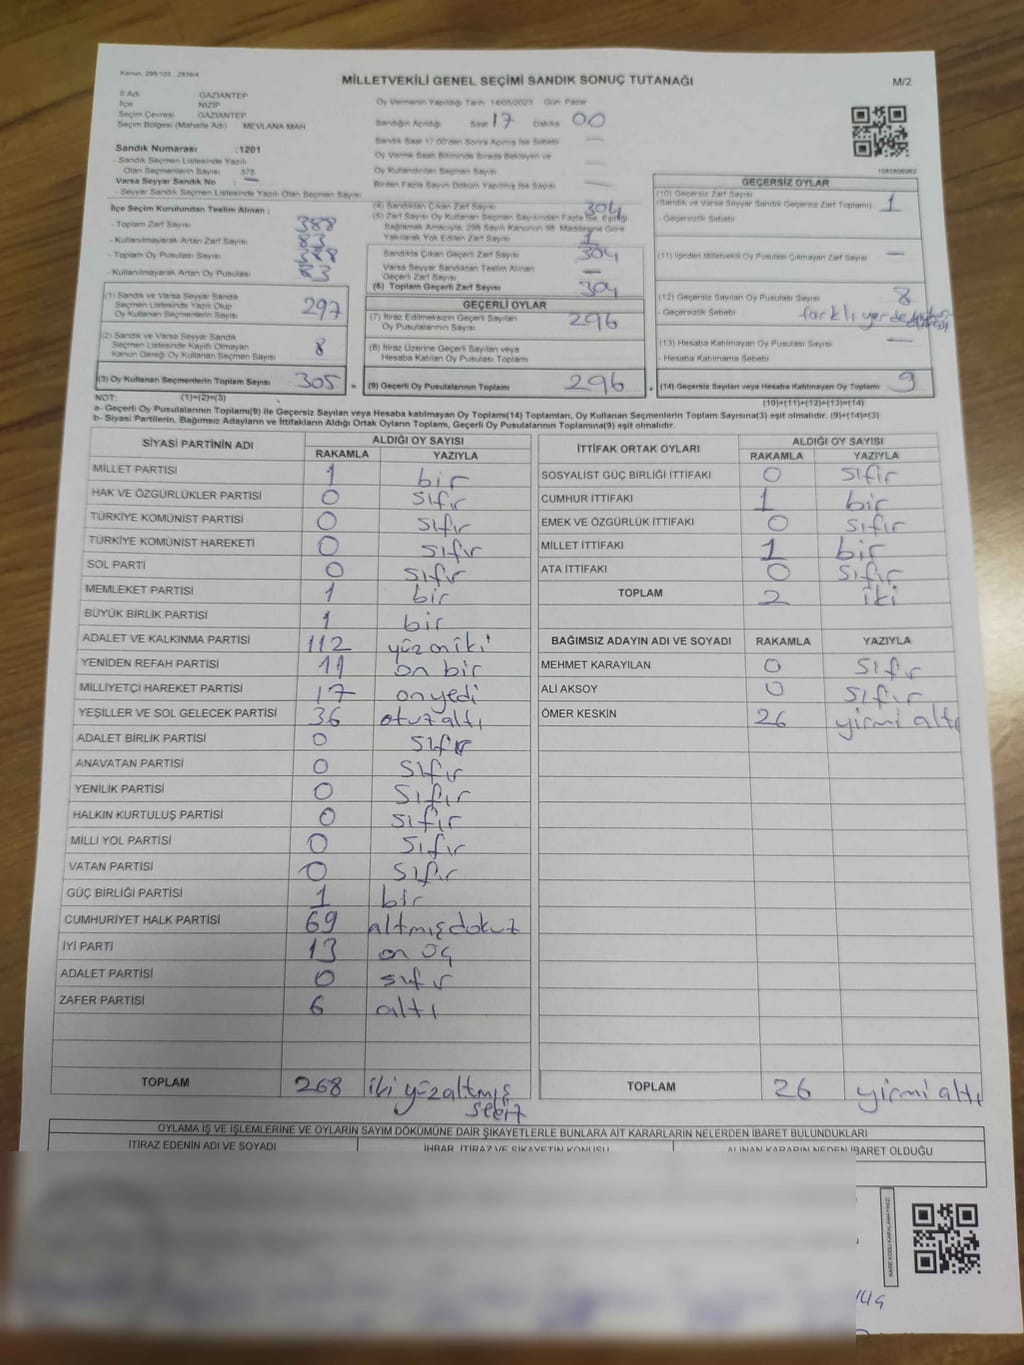 Kanun: 298/105 2839/4
MİLLETVEKİLİ GENEL SEÇİMİ SANDIK SONUÇ TUTANAĞI
M/2
İl Adı GAZİANTEP
İlçe NİZİP
Seçim Çevresi GAZİANTEP
Seçim Bölgesi (Mahalle Adı) MEVLANA MAH
Sandık Numarası :1201
- Sandık Seçmen Listesinde Yazılı
Olan Seçmenlerin Sayısı 375
Varsa Seyyar Sandık No —
- Seyyar Sandık Seçmen Listesinde Yazılı Olan Seçmen Sayısı
Oy Vermenin Yapıldığı Tarih: 14/05/2023 Gün: Pazar
Sandığın Açıldığı Saat 17 Dakika 00
Sandık Saat 17:00'den Sonra Açılmış İse Sebebi —
Oy Verme Saati Bitiminde Sırada Bekleyen ve
Oy Kullandırılan Seçmen Sayısı —
Birden Fazla Sayım Döküm Yapılmış İse Sayısı —
İlçe Seçim Kurulundan Teslim Alınan :
- Toplam Zarf Sayısı 388
- Kullanılmayarak Artan Zarf Sayısı 83
- Toplam Oy Pusulası Sayısı 388
- Kullanılmayarak Artan Oy Pusulası 83
(1) Sandık ve Varsa Seyyar Sandık
Seçmen Listesinde Yazılı Olup
Oy Kullanan Seçmenlerin Sayısı 297
(2) Sandık ve Varsa Seyyar Sandık
Seçmen Listesinde Kayıtlı Olmayan
Kanun Gereği Oy Kullanan Seçmen Sayısı 8
(3) Oy Kullanan Seçmenlerin Toplam Sayısı 305 =
(4) Sandıktan Çıkan Zarf Sayısı 304
(5) Zarf Sayısı Oy Kullanan Seçmen Sayısından Fazla İse, Eşitliği
Sağlamak Amacıyla, 298 Sayılı Kanunun 98. Maddesine Göre
Yakılarak Yok Edilen Zarf Sayısı 1
Sandıkta Çıkan Geçerli Zarf Sayısı 304
Varsa Seyyar Sandıktan Teslim Alınan
Geçerli Zarf Sayısı —
(6) Toplam Geçerli Zarf Sayısı 304
GEÇERLİ OYLAR
(7) İtiraz Edilmeksizin Geçerli Sayılan
Oy Pusulalarının Sayısı 296
(8) İtiraz Üzerine Geçerli Sayılan veya
Hesaba Katılan Oy Pusulası Toplamı
(9) Geçerli Oy Pusulalarının Toplamı 296 +
1583606962
GEÇERSİZ OYLAR
(10) Geçersiz Zarf Sayısı
(Sandık ve Varsa Seyyar Sandık Geçersiz Zarf Toplamı) 1
- Geçersizlik Sebebi
(11) İçinden Milletvekili Oy Pusulası Çıkmayan Zarf Sayısı —
(12) Geçersiz Sayılan Oy Pusulası Sayısı 8
- Geçersizlik Sebebi farklı yerde
(13) Hesaba Katılmayan Oy Pusulası Sayısı —
- Hesaba Katılmama Sebebi
(14) Geçersiz Sayılan veya Hesaba Katılmayan Oy Toplamı 9
NOT: (1)+(2)=(3)
(10)+(11)+(12)+(13)=(14)
a- Geçerli Oy Pusulalarının Toplamı(9) ile Geçersiz Sayılan veya Hesaba katılmayan Oy Toplamı(14) Toplamları, Oy Kullanan Seçmenlerin Toplam Sayısına(3) eşit olmalıdır. (9)+(14)=(3)
b- Siyasi Partilerin, Bağımsız Adayların ve İttifakların Aldığı Ortak Oyların Toplamı, Geçerli Oy Pusulalarının Toplamına(9) eşit olmalıdır.
SİYASİ PARTİNİN ADI ALDIĞI OY SAYISI
RAKAMLA YAZIYLA
MİLLET PARTİSİ 1 bir
HAK VE ÖZGÜRLÜKLER PARTİSİ 0 sıfır
TÜRKİYE KOMÜNİST PARTİSİ 0 sıfır
TÜRKİYE KOMÜNİST HAREKETİ 0 sıfır
SOL PARTİ 0 sıfır
MEMLEKET PARTİSİ 1 bir
BÜYÜK BİRLİK PARTİSİ 1 bir
ADALET VE KALKINMA PARTİSİ 112 yüz oniki
YENİDEN REFAH PARTİSİ 11 on bir
MİLLİYETÇİ HAREKET PARTİSİ 17 onyedi
YEŞİLLER VE SOL GELECEK PARTİSİ 36 otuz altı
ADALET BİRLİK PARTİSİ 0 sıfır
ANAVATAN PARTİSİ 0 sıfır
YENİLİK PARTİSİ 0 sıfır
HALKIN KURTULUŞ PARTİSİ 0 sıfır
MİLLİ YOL PARTİSİ 0 sıfır
VATAN PARTİSİ 0 sıfır
GÜÇ BİRLİĞİ PARTİSİ 1 bir
CUMHURİYET HALK PARTİSİ 69 altmış dokuz
İYİ PARTİ 13 on üç
ADALET PARTİSİ 0 sıfır
ZAFER PARTİSİ 6 altı
TOPLAM 268 iki yüz altmış
sekiz
İTTİFAK ORTAK OYLARI ALDIĞI OY SAYISI
RAKAMLA YAZIYLA
SOSYALİST GÜÇ BİRLİĞİ İTTİFAKI 0 sıfır
CUMHUR İTTİFAKI 1 bir
EMEK VE ÖZGÜRLÜK İTTİFAKI 0 sıfır
MİLLET İTTİFAKI 1 bir
ATA İTTİFAKI 0 sıfır
TOPLAM 2 iki
BAĞIMSIZ ADAYIN ADI VE SOYADI RAKAMLA YAZIYLA
MEHMET KARAYILAN 0 sıfır
ALİ AKSOY 0 sıfır
ÖMER KESKİN 26 yirmi altı
TOPLAM 26 yirmi altı
OYLAMA İŞ VE İŞLEMLERİNE VE OYLARIN SAYIM DÖKÜMÜNE DAİR ŞİKAYETLERLE BUNLARA AİT KARARLARIN NELERDEN İBARET BULUNDUKLARI
İTİRAZ EDENİN ADI VE SOYADI İHBAR, İTİRAZ VE ŞİKAYETİN KONUSU ALINAN KARARIN NEDEN İBARET OLDUĞU
KARE KODU KARALAMAYINIZ!